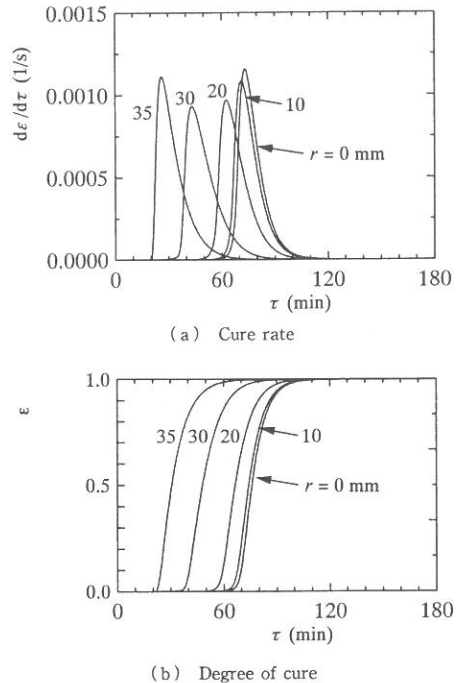 0.0015
0.0010
0.0005
0.0000
dε/dτ (1/s)
35
30
20
10
r = 0 mm
0 60 120 180
τ (min)
(a) Cure rate
1.0
0.5
0.0
ε
35
30
20
10
r = 0 mm
0 60 120 180
τ (min)
(b) Degree of cure